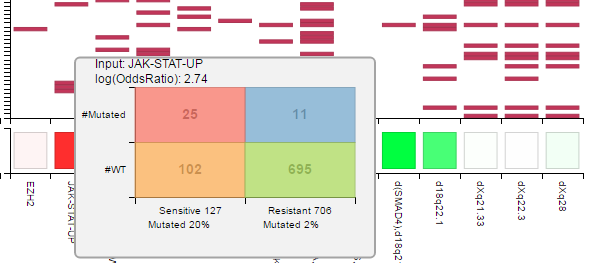 Input: JAK-STAT-UP
log(OddsRatio): 2.74
#Mutated
25
11
#WT
102
695
Sensitive 127
Resistant 706
Mutated 20%
Mutated 2%
EZH2
JAK-STAT-UP
d(SMAD4),d18q2
d18q22.1
dXq21.33
dXq22.3
dXq28